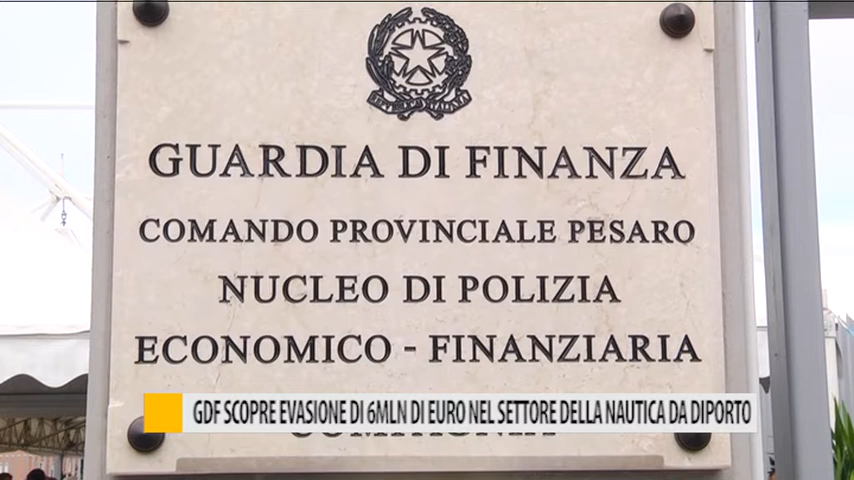 GUARDIA DI FINANZA
COMANDO PROVINCIALE PESARO
NUCLEO DI POLIZIA
ECONOMICO - FINANZIARIA
GDF SCOPRE EVASIONE DI 6MLN DI EURO NEL SETTORE DELLA NAUTICA DA DIPORTO